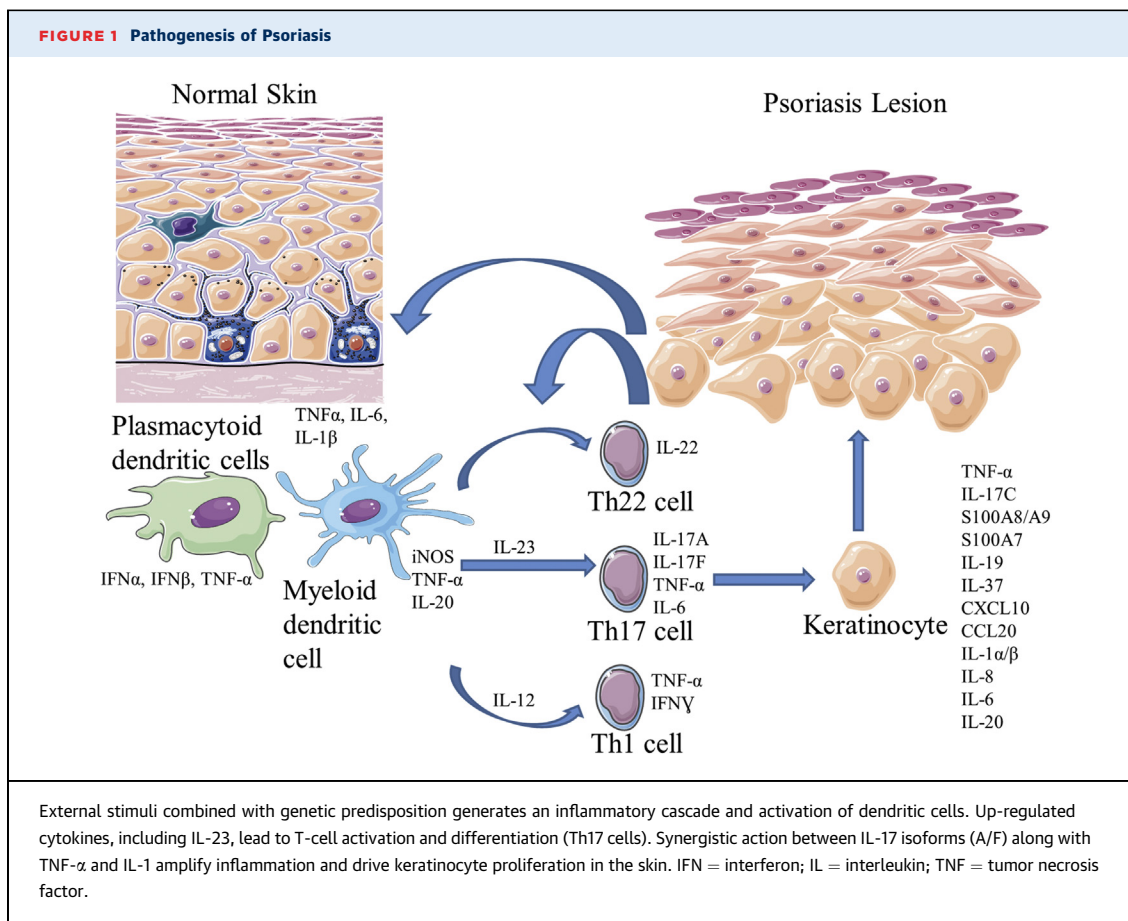 FIGURE 1 Pathogenesis of Psoriasis
Normal Skin
Psoriasis Lesion
Plasmacytoid
dendritic cells
IFNα, IFNβ, TNF-α
TNFα, IL-6,
IL-1β
Myeloid
dendritic
cell
iNOS
TNF-α
IL-20
IL-23
IL-12
IL-22
Th22 cell
IL-17A
IL-17F
TNF-α
IL-6
Th17 cell
TNF-α
IFNɣ
Th1 cell
Keratinocyte
TNF-α
IL-17C
S100A8/A9
S100A7
IL-19
IL-37
CXCL10
CCL20
IL-1α/β
IL-8
IL-6
IL-20
External stimuli combined with genetic predisposition generates an inflammatory cascade and activation of dendritic cells. Up-regulated
cytokines, including IL-23, lead to T-cell activation and differentiation (Th17 cells). Synergistic action between IL-17 isoforms (A/F) along with
TNF-α and IL-1 amplify inflammation and drive keratinocyte proliferation in the skin. IFN = interferon; IL = interleukin; TNF = tumor necrosis
factor.